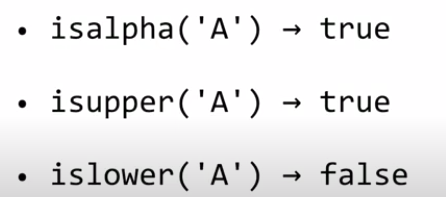 • isalpha('A') → true
• isupper('A') → true
• islower('A') → false